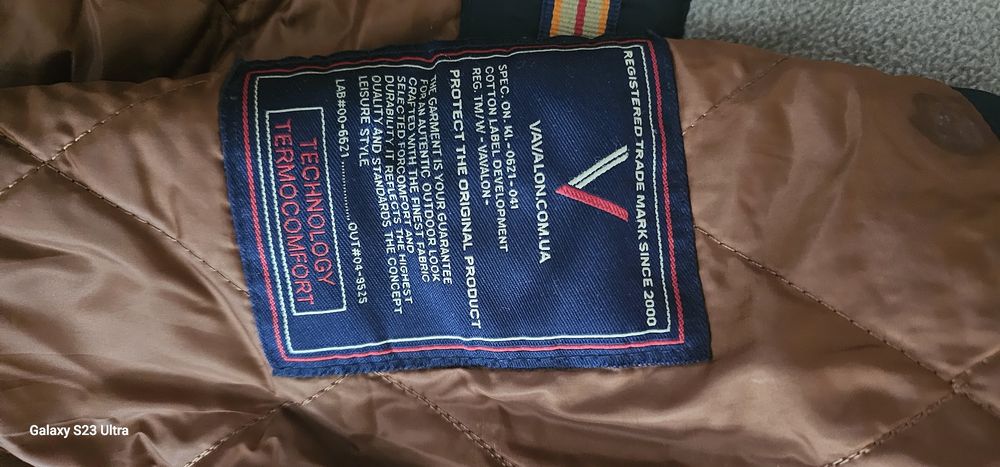 REGISTERED TRADE MARK SINCE 2000
VAVALON.COM.UA
SPEC. ON. KL.-0621-041
COTTON LABEL DEVELOPMENT
REG. TM/W - VAVALON+
PROTECT THE ORIGINAL PRODUCT
THE GARMENT IS YOUR GUARANTEE
FOR AN AUTHENTIC OUTDOOR LOOK
CRAFTED WITH THE FINEST FABRIC
SELECTED FOR COMFORT AND
DURABILITY IT REFLECTS THE HIGHEST
QUALITY AND STANDARDS THE CONCEPT
LEISURE STYLE
LAB#00-6621..................OUT#04-952S
TECHNOLOGY
TERMOCOMFORT
Galaxy S23 Ultra